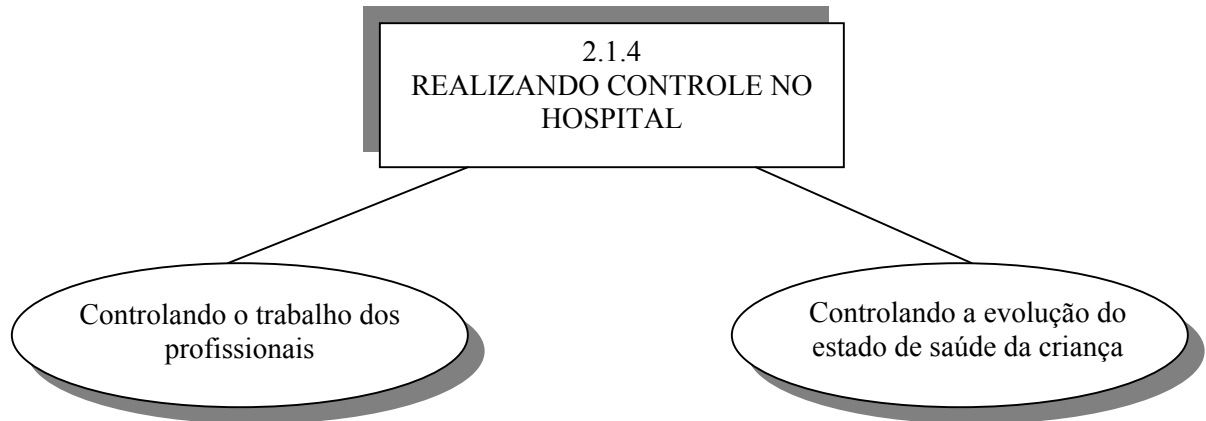 2.1.4
REALIZANDO CONTROLE NO
HOSPITAL
Controlando o trabalho dos
profissionais
Controlando a evolução do
estado de saúde da criança